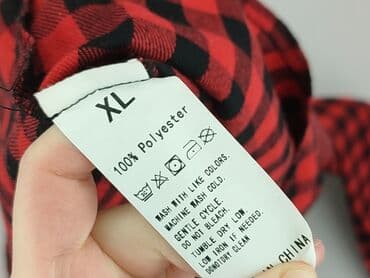 XL
100% Polyester
WASH WITH LIKE COLORS.
MACHINE WASH COLD.
GENTLE CYCLE.
DO NOT BLEACH.
TUMBLE DRY LOW.
LOW IRON IF NEEDED.
DONOTDRY CLEAN
CHINA